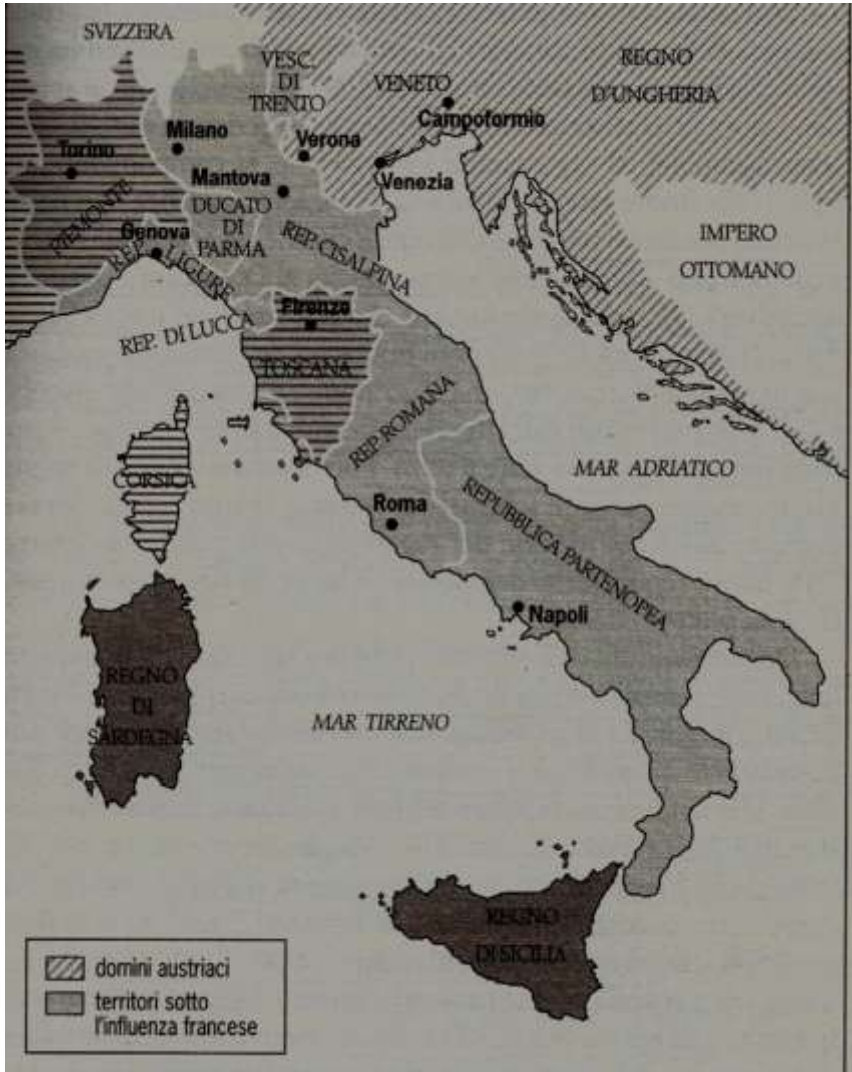 SVIZZERA
VESC.
DI
TRENTO
VENETO
REGNO
D'UNGHERIA
Campoformio
Milano
Verona
Torino
Mantova
Venezia
DUCATO
DI
PARMA
PIEMONTE
Genova
REP. LIGURE
REP. CISALPINA
IMPERO
OTTOMANO
Firenze
REP. DI LUCCA
TOSCANA
REP. ROMANA
CORSICA
MAR ADRIATICO
Roma
REPUBBLICA PARTENOPEA
Napoli
REGNO
DI
SARDEGNA
MAR TIRRENO
REGNO
DI SICILIA
domini austriaci
territori sotto
l'influenza francese